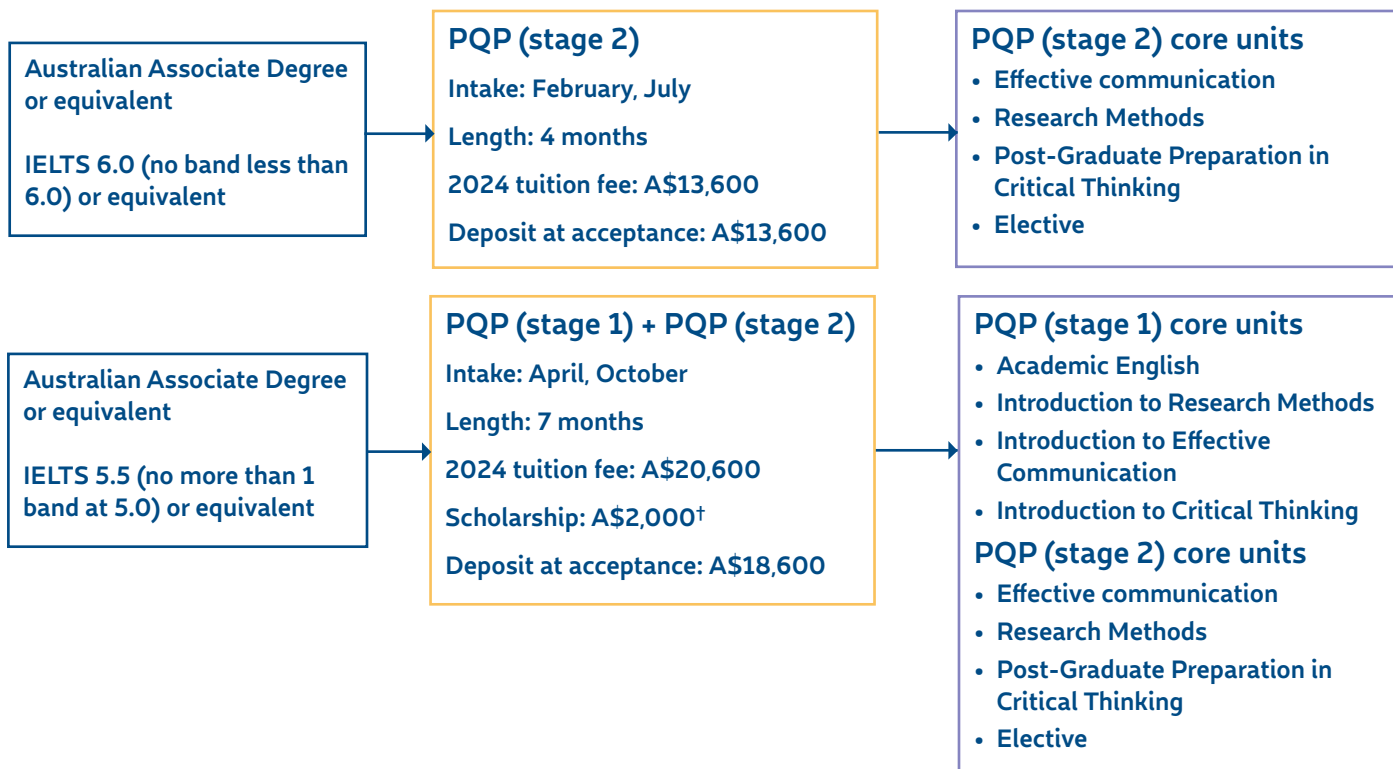 Australian Associate Degree
or equivalent
IELTS 6.0 (no band less than
6.0) or equivalent
PQP (stage 2)
Intake: February, July
Length: 4 months
2024 tuition fee: A$13,600
Deposit at acceptance: A$13,600
PQP (stage 2) core units
• Effective communication
• Research Methods
• Post-Graduate Preparation in
Critical Thinking
• Elective
Australian Associate Degree
or equivalent
IELTS 5.5 (no more than 1
band at 5.0) or equivalent
PQP (stage 1) + PQP (stage 2)
Intake: April, October
Length: 7 months
2024 tuition fee: A$20,600
Scholarship: A$2,000†
Deposit at acceptance: A$18,600
PQP (stage 1) core units
• Academic English
• Introduction to Research Methods
• Introduction to Effective
Communication
• Introduction to Critical Thinking
PQP (stage 2) core units
• Effective communication
• Research Methods
• Post-Graduate Preparation in
Critical Thinking
• Elective